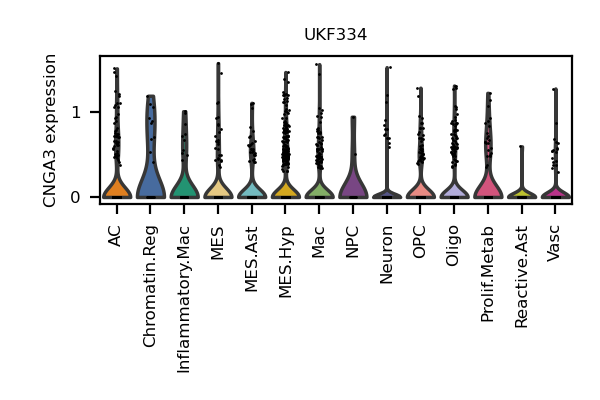 UKF334
CNGA3 expression
1
0
AC
Chromatin.Reg
Inflammatory.Mac
MES
MES.Ast
MES.Hyp
Mac
NPC
Neuron
OPC
Oligo
Prolif.Metab
Reactive.Ast
Vasc